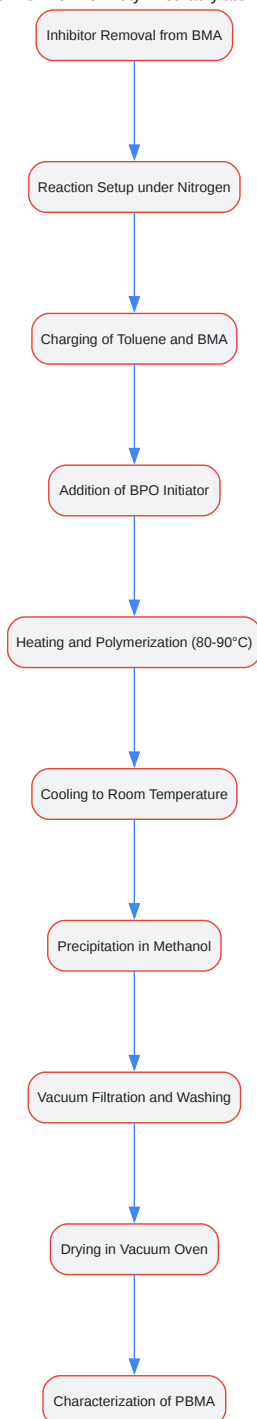 Inhibitor Removal from BMA
Reaction Setup under Nitrogen
Charging of Toluene and BMA
Addition of BPO Initiator
Heating and Polymerization (80-90°C)
Cooling to Room Temperature
Precipitation in Methanol
Vacuum Filtration and Washing
Drying in Vacuum Oven
Characterization of PBMA